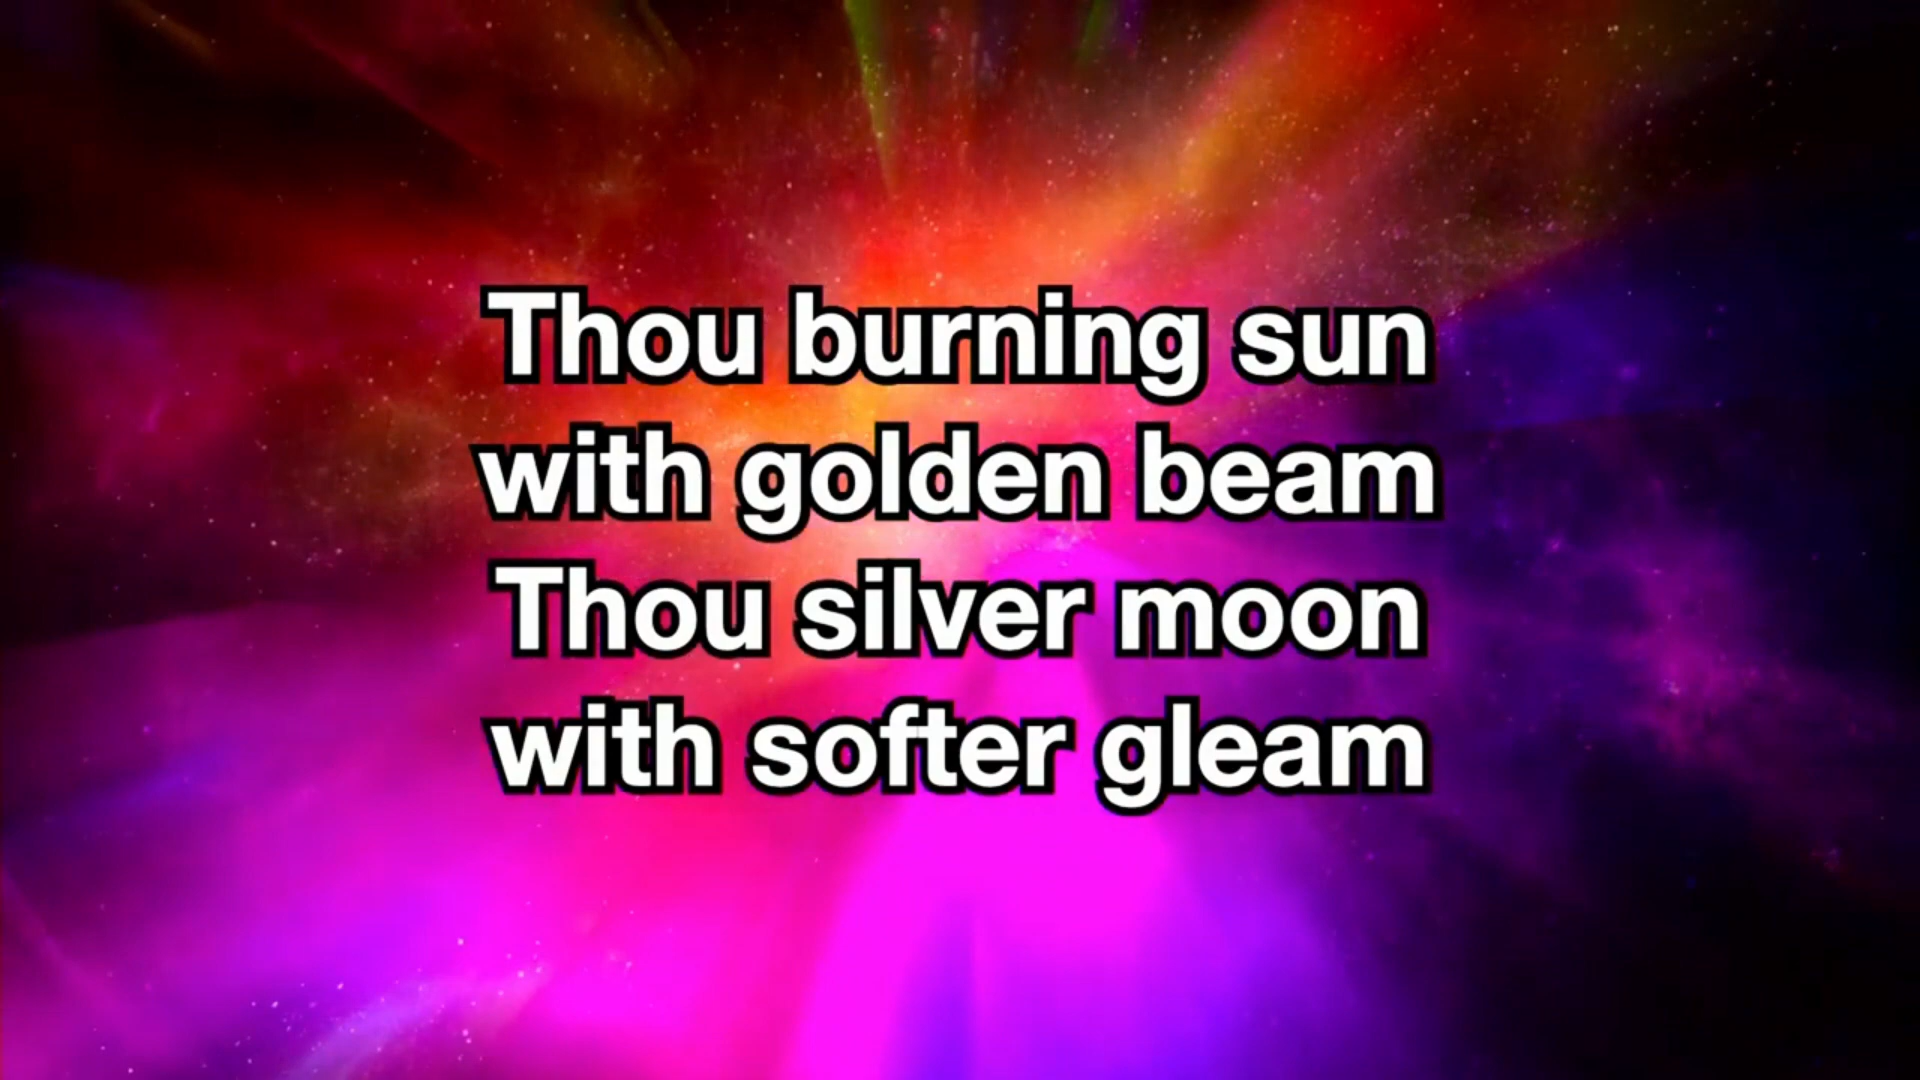 Thou burning sun
with golden beam
Thou silver moon
with softer gleam